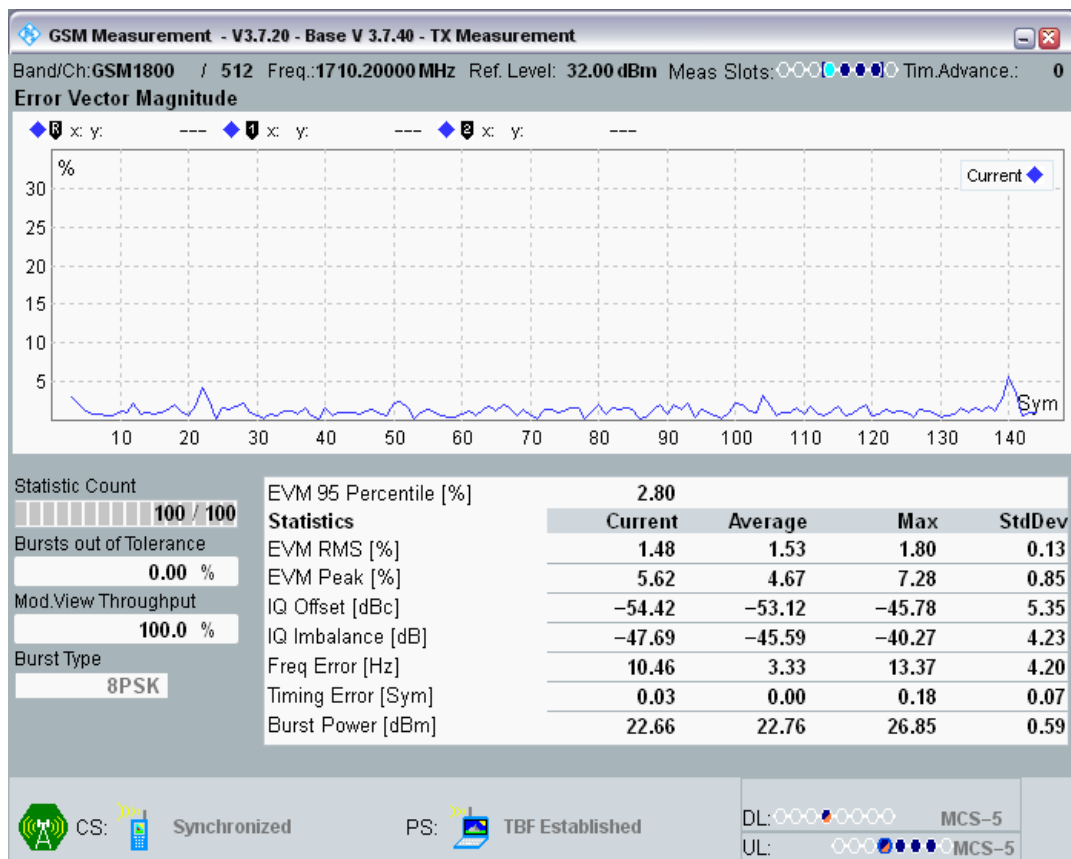 GSM Measurement - V3.7.20 - Base V 3.7.40 - TX Measurement
Band/Ch:GSM1800 / 512 Freq.:1710.20000 MHz Ref. Level: 32.00 dBm Meas Slots: Tim.Advance.: 0
Error Vector Magnitude
R x: y: --- 1 x: y: --- 2 x: y: ---
%
Current
30
25
20
15
10
5
Sym
10 20 30 40 50 60 70 80 90 100 110 120 130 140
Statistic Count
100 / 100
Bursts out of Tolerance
0.00 %
Mod.View Throughput
100.0 %
Burst Type
8PSK
EVM 95 Percentile [%] 2.80
Statistics Current Average Max StdDev
EVM RMS [%] 1.48 1.53 1.80 0.13
EVM Peak [%] 5.62 4.67 7.28 0.85
IQ Offset [dBc] −54.42 −53.12 −45.78 5.35
IQ Imbalance [dB] −47.69 −45.59 −40.27 4.23
Freq Error [Hz] 10.46 3.33 13.37 4.20
Timing Error [Sym] 0.03 0.00 0.18 0.07
Burst Power [dBm] 22.66 22.76 26.85 0.59
CS: Synchronized PS: TBF Established
DL: MCS−5
UL: MCS−5